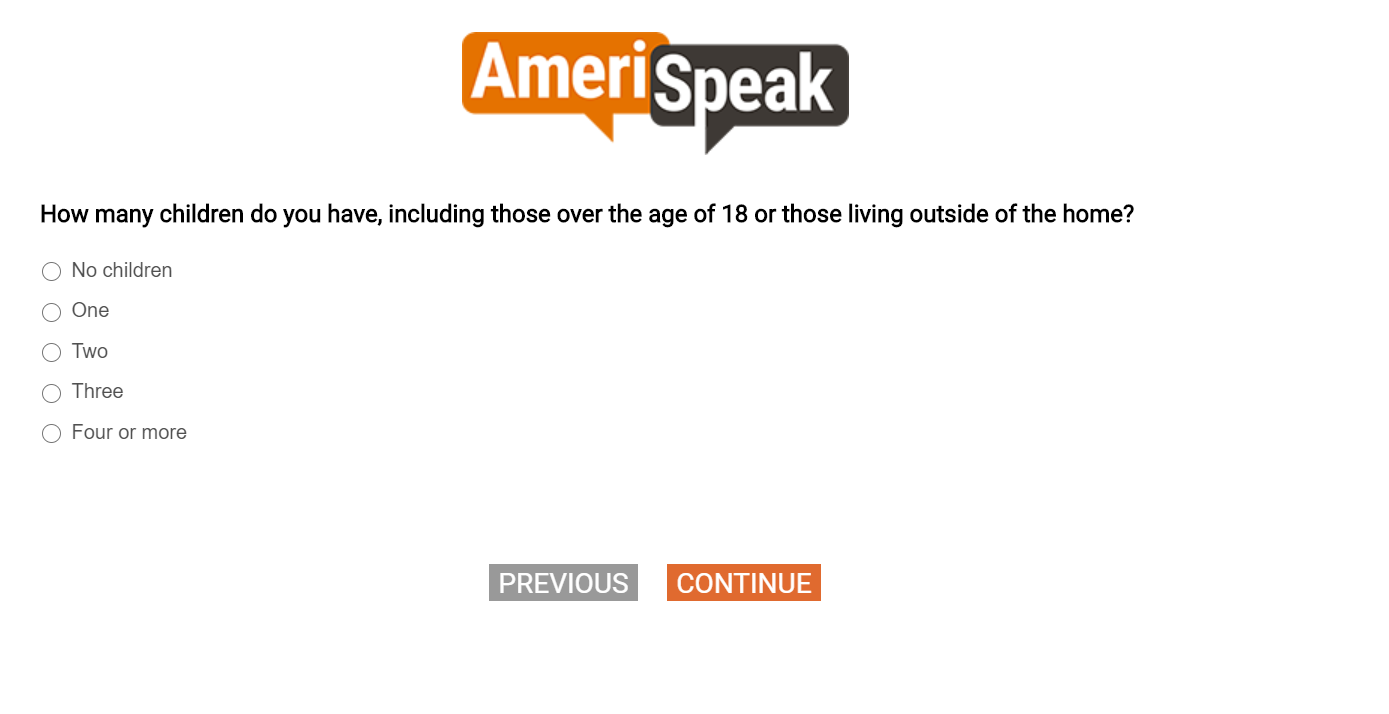 AmeriSpeak
How many children do you have, including those over the age of 18 or those living outside of the home?
No children
One
Two
Three
Four or more
PREVIOUS CONTINUE